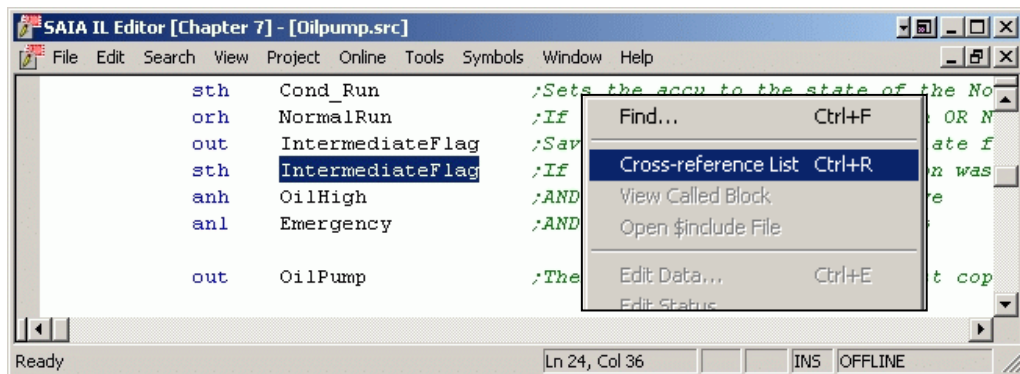 SAIA IL Editor [Chapter 7] - [Oilpump.src]
File Edit Search View Project Online Tools Symbols Window Help
sth Cond_Run ;Sets the accu to the state of the No
orh NormalRun ;If OR N
out IntermediateFlag ;Sav ate f
sth IntermediateFlag ;If n was
anh OilHigh ;AND
anl Emergency ;AND
out OilPump ;The t cop
Find... Ctrl+F
Cross-reference List Ctrl+R
View Called Block
Open $include File
Edit Data... Ctrl+E
Edit Status
Ready Ln 24, Col 36 INS OFFLINE